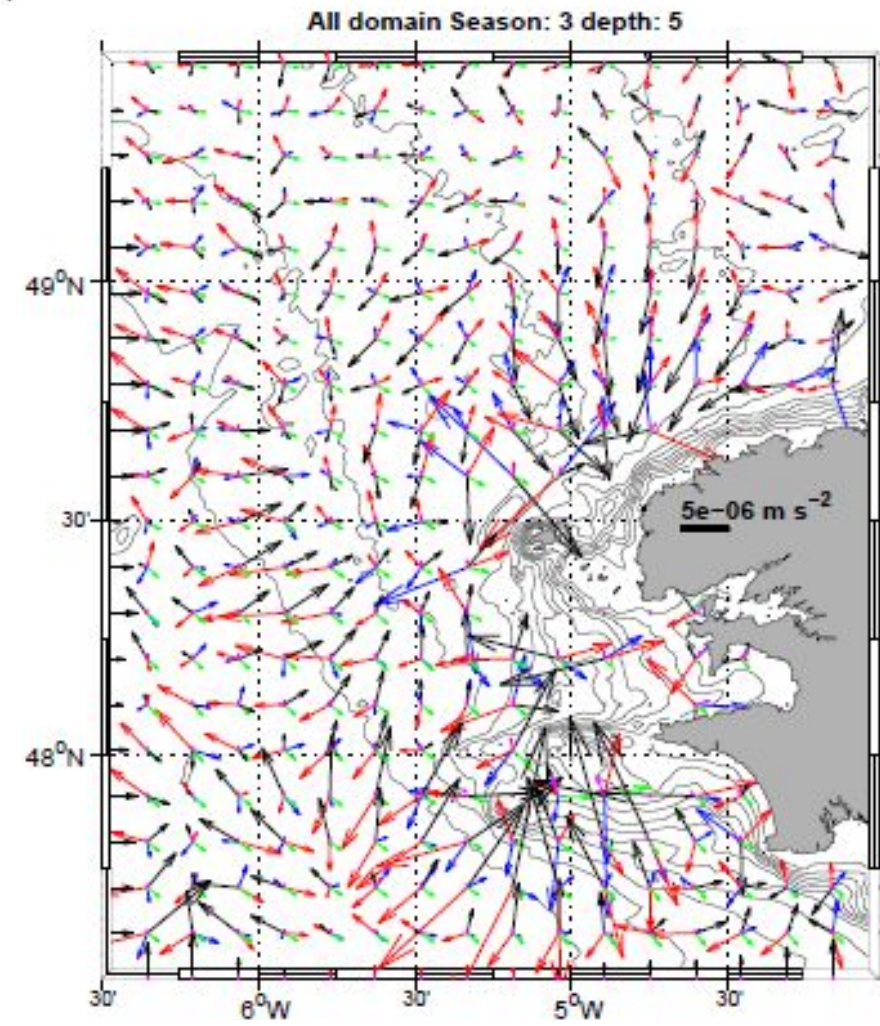 All domain Season: 3 depth: 5
49°N
30'
5e−06 m s⁻²
48°N
30' 6°W 30' 5°W 30'